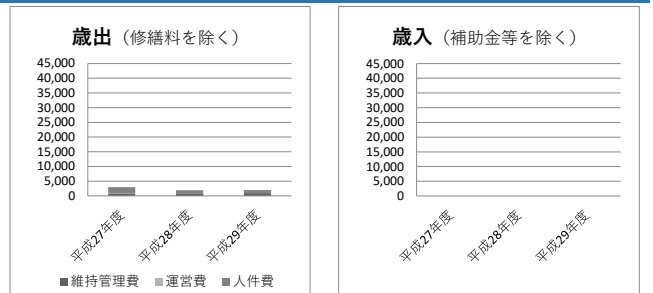 歳出（修繕料を除く）
45,000
40,000
35,000
30,000
25,000
20,000
15,000
10,000
5,000
0
平成27年度
平成28年度
平成29年度
■維持管理費 ■運営費 ■人件費
歳入（補助金等を除く）
45,000
40,000
35,000
30,000
25,000
20,000
15,000
10,000
5,000
0
平成27年度
平成28年度
平成29年度